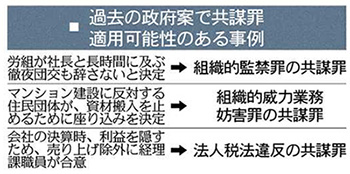 過去の政府案で共謀罪
適用可能性のある事例
労組が社長と長時間に及ぶ
徹夜団交も辞さないと決定
組織的監禁罪の共謀罪
マンション建設に反対する
住民団体が、資材搬入を止
めるために座り込みを決定
組織的威力業務
妨害罪の共謀罪
会社の決算時、利益を隠す
ため、売り上げ除外に経理
課職員が合意
法人税法違反の共謀罪